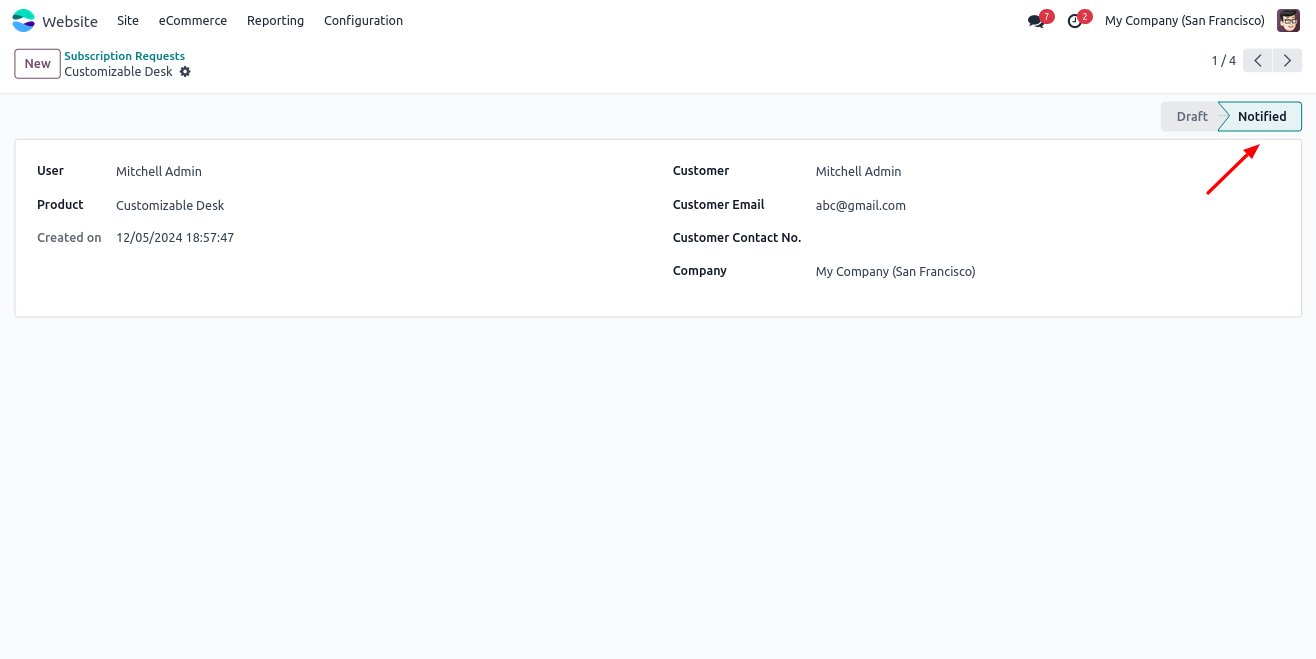 Website Site eCommerce Reporting Configuration 7 2 My Company (San Francisco)
New Subscription Requests 1 / 4
Customizable Desk
Draft Notified
User Mitchell Admin Customer Mitchell Admin
Product Customizable Desk Customer Email abc@gmail.com
Created on 12/05/2024 18:57:47 Customer Contact No.
Company My Company (San Francisco)